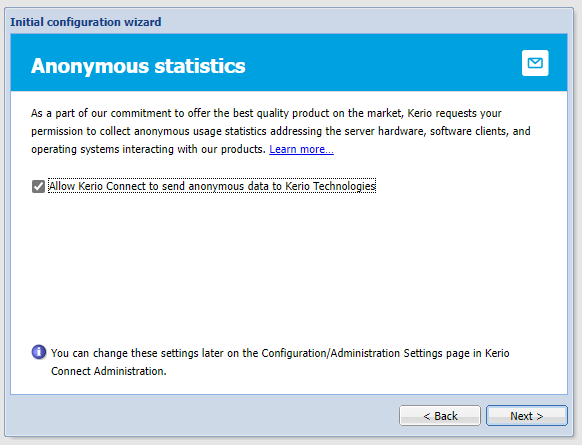 Initial configuration wizard
Anonymous statistics
As a part of our commitment to offer the best quality product on the market, Kerio requests your
permission to collect anonymous usage statistics addressing the server hardware, software clients, and
operating systems interacting with our products. Learn more...
Allow Kerio Connect to send anonymous data to Kerio Technologies
You can change these settings later on the Configuration/Administration Settings page in Kerio
Connect Administration.
< Back Next >